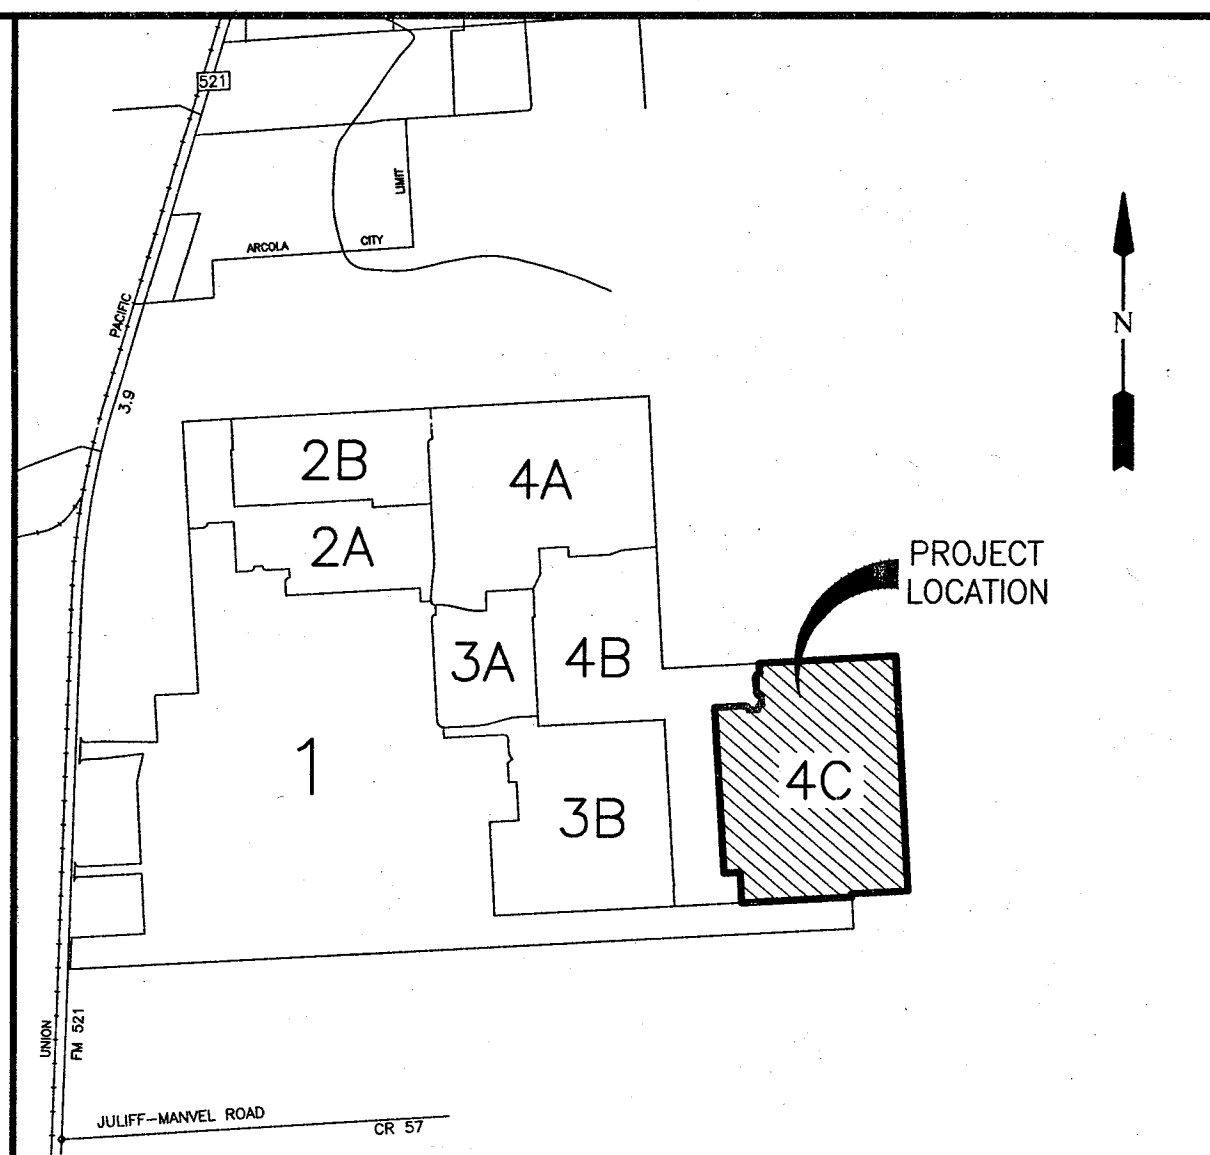 521
LIMIT
ARCOLA CITY
PACIFIC
N
3.9
2B
4A
2A
PROJECT
LOCATION
3A
4B
1
4C
3B
UNION
FM 521
JULIFF-MANVEL ROAD
CR 57